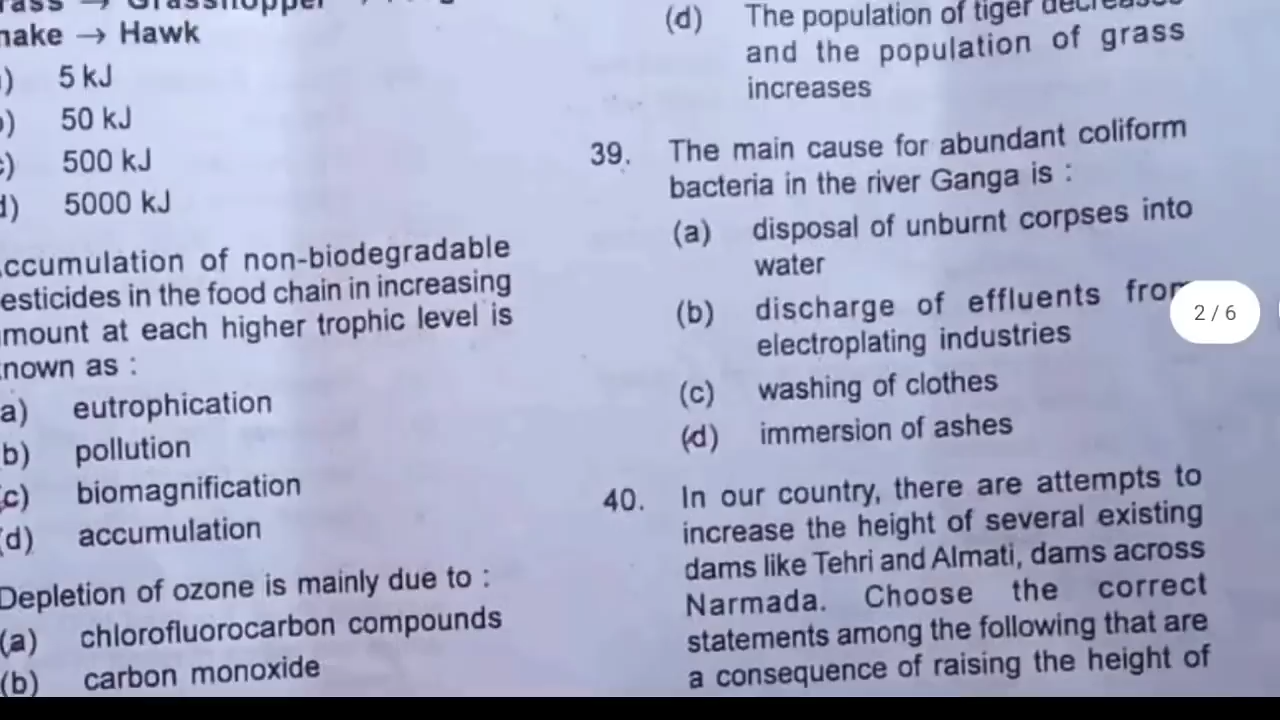 Grasshopper →
nake → Hawk
5 kJ
50 kJ
500 kJ
5000 kJ
ccumulation of non-biodegradable
esticides in the food chain in increasing
mount at each higher trophic level is
nown as :
a) eutrophication
b) pollution
c) biomagnification
(d) accumulation
Depletion of ozone is mainly due to :
(a) chlorofluorocarbon compounds
(b) carbon monoxide
(d) The population of tiger decreases
and the population of grass
increases
39. The main cause for abundant coliform
bacteria in the river Ganga is :
(a) disposal of unburnt corpses into
water
(b) discharge of effluents from
electroplating industries
(c) washing of clothes
(d) immersion of ashes
40. In our country, there are attempts to
increase the height of several existing
dams like Tehri and Almati, dams across
Narmada. Choose the correct
statements among the following that are
a consequence of raising the height of
2 / 6